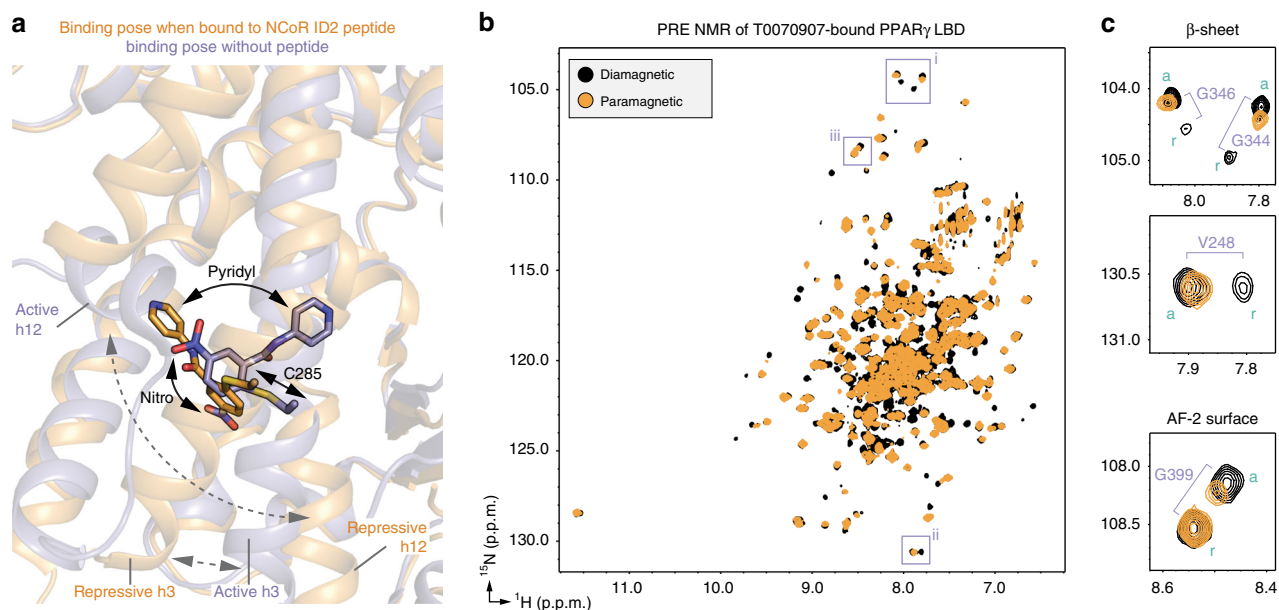 a
Binding pose when bound to NCoR ID2 peptide
binding pose without peptide
Pyridyl
Active
h12
C285
Nitro
Repressive
h12
Repressive h3
Active h3
b
PRE NMR of T0070907-bound PPARγ LBD
Diamagnetic
Paramagnetic
i
iii
ii
105.0
110.0
115.0
120.0
125.0
130.0
15N (p.p.m.)
1H (p.p.m.)
11.0
10.0
9.0
8.0
7.0
c
β-sheet
a
a
G346
G344
r
r
104.0
105.0
8.0
7.8
V248
a
r
130.5
131.0
7.9
7.8
AF-2 surface
G399
a
r
108.0
108.5
8.6
8.4